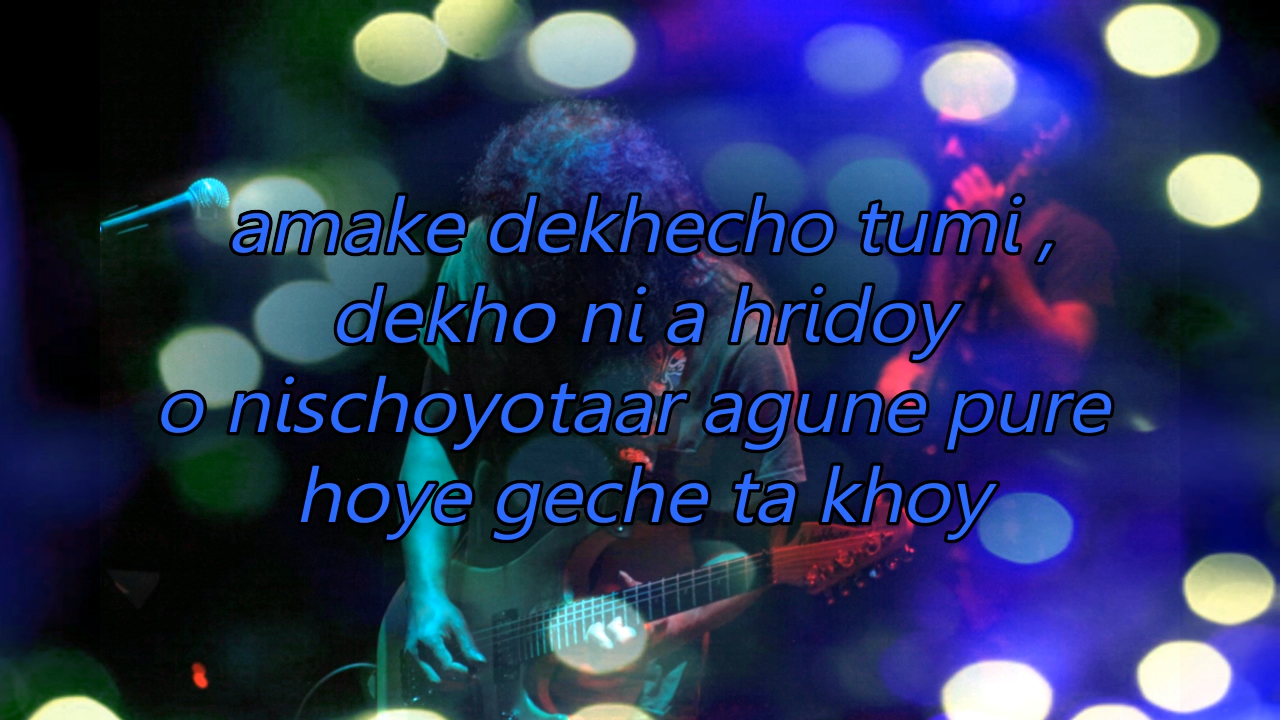 amake dekhecho tumi ,
dekho ni a hridoy
o nischoyotaar agune pure
hoye geche ta khoy